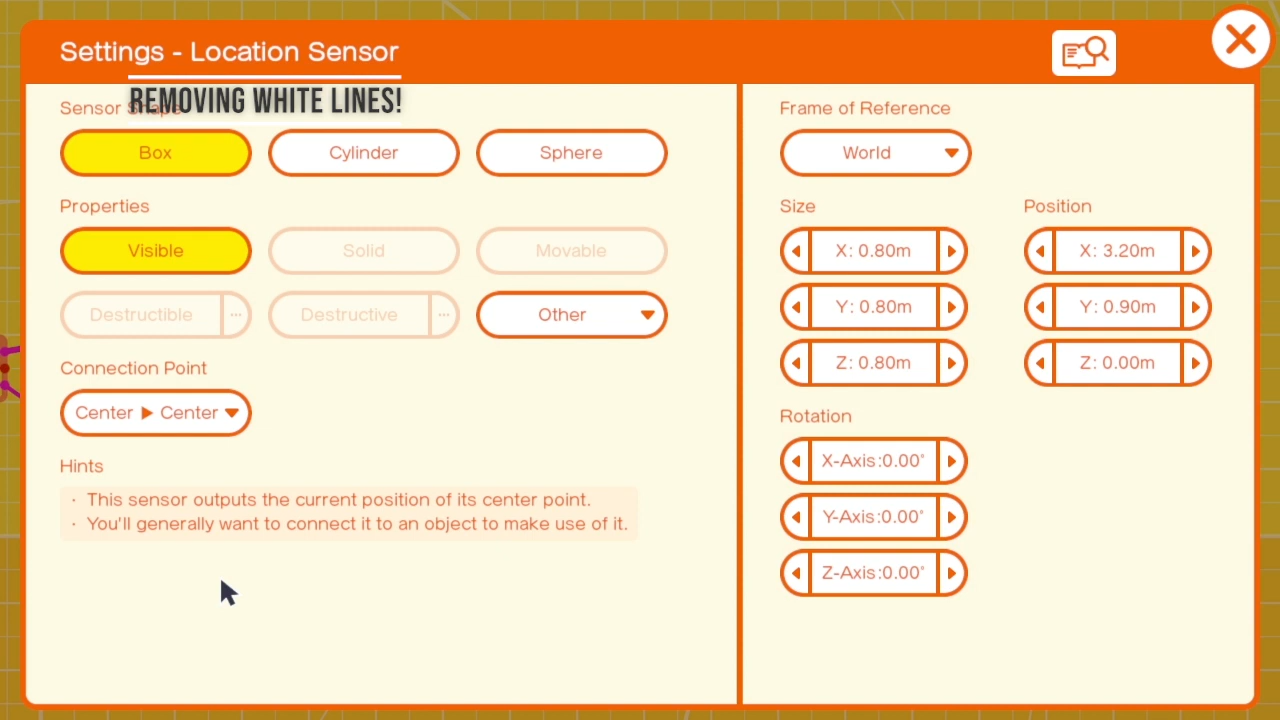 Settings - Location Sensor
REMOVING WHITE LINES!
Sensor Shape
Box
Cylinder
Sphere
Properties
Visible
Solid
Movable
Destructible ...
Destructive ...
Other
Connection Point
Center ▶ Center
Hints
· This sensor outputs the current position of its center point.
· You'll generally want to connect it to an object to make use of it.
Frame of Reference
World
Size
X: 0.80m
Y: 0.80m
Z: 0.80m
Position
X: 3.20m
Y: 0.90m
Z: 0.00m
Rotation
X-Axis:0.00°
Y-Axis:0.00°
Z-Axis:0.00°